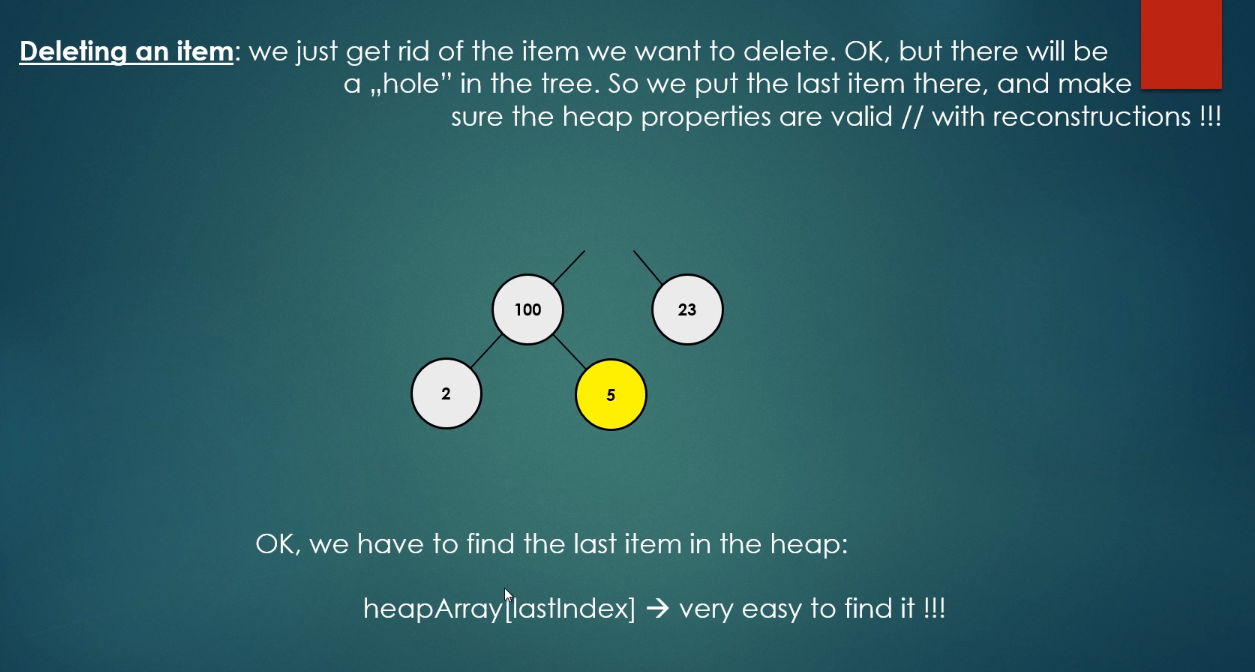 Deleting an item: we just get rid of the item we want to delete. OK, but there will be
a „hole” in the tree. So we put the last item there, and make
sure the heap properties are valid // with reconstructions !!!
100
23
2
5
OK, we have to find the last item in the heap:
heapArray[lastIndex] → very easy to find it !!!